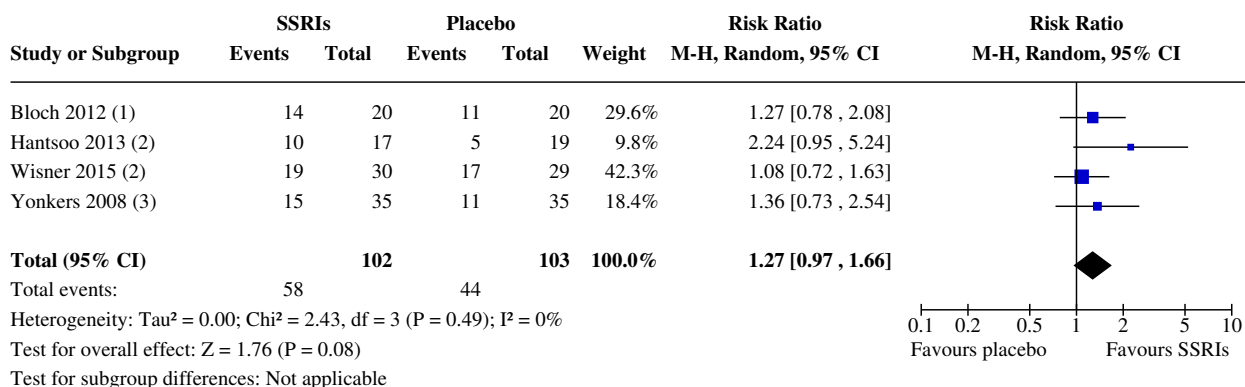 SSRIs Placebo Risk Ratio Risk Ratio
Study or Subgroup Events Total Events Total Weight M-H, Random, 95% CI M-H, Random, 95% CI
Bloch 2012 (1) 14 20 11 20 29.6% 1.27 [0.78 , 2.08]
Hantsoo 2013 (2) 10 17 5 19 9.8% 2.24 [0.95 , 5.24]
Wisner 2015 (2) 19 30 17 29 42.3% 1.08 [0.72 , 1.63]
Yonkers 2008 (3) 15 35 11 35 18.4% 1.36 [0.73 , 2.54]
Total (95% CI) 102 103 100.0% 1.27 [0.97 , 1.66]
Total events: 58 44
Heterogeneity: Tau² = 0.00; Chi² = 2.43, df = 3 (P = 0.49); I² = 0%
0.1 0.2 0.5 1 2 5 10
Test for overall effect: Z = 1.76 (P = 0.08) Favours placebo Favours SSRIs
Test for subgroup differences: Not applicable